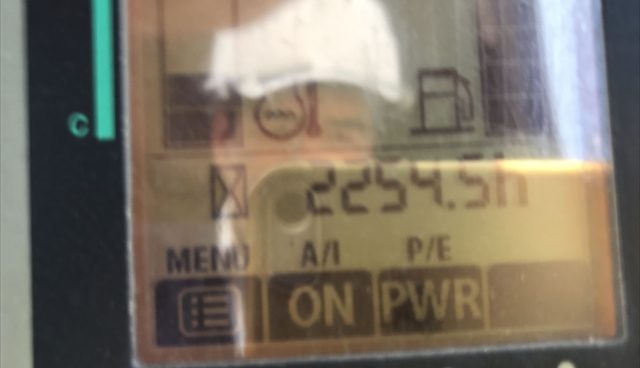 C
2254.5h
MENU A/I P/E
ON PWR